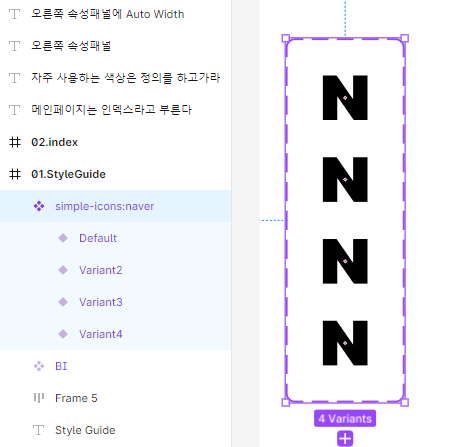 오른쪽 속성패널에 Auto Width
오른쪽 속성패널
자주 사용하는 색상은 정의를 하고가라
메인페이지는 인덱스라고 부른다
02.index
01.StyleGuide
simple-icons:naver
Default
Variant2
Variant3
Variant4
BI
Frame 5
Style Guide
N
N
N
N
4 Variants